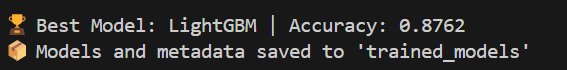 🏆 Best Model: LightGBM | Accuracy: 0.8762
📦 Models and metadata saved to 'trained_models'